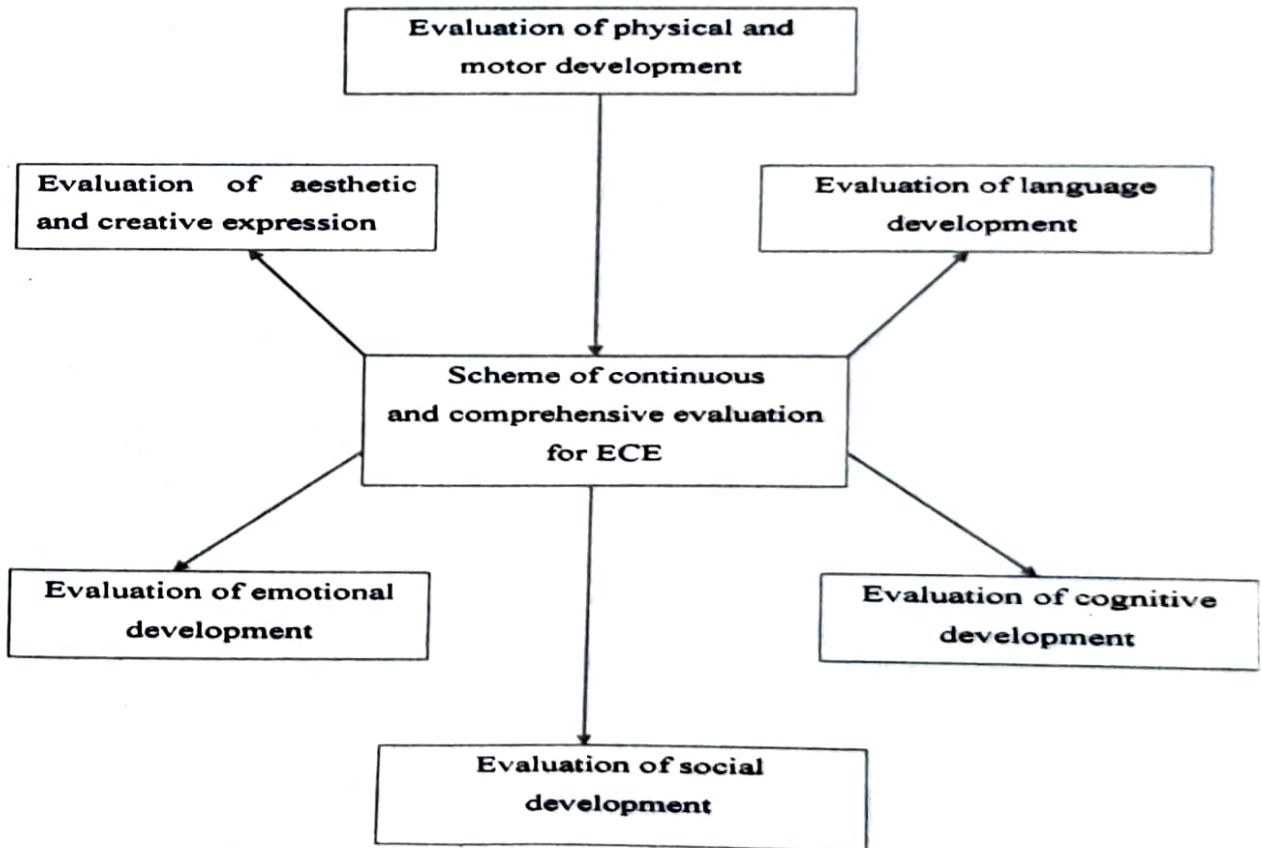 Evaluation of physical and
motor development
Evaluation of aesthetic
and creative expression
Evaluation of language
development
Scheme of continuous
and comprehensive evaluation
for ECE
Evaluation of emotional
development
Evaluation of cognitive
development
Evaluation of social
development